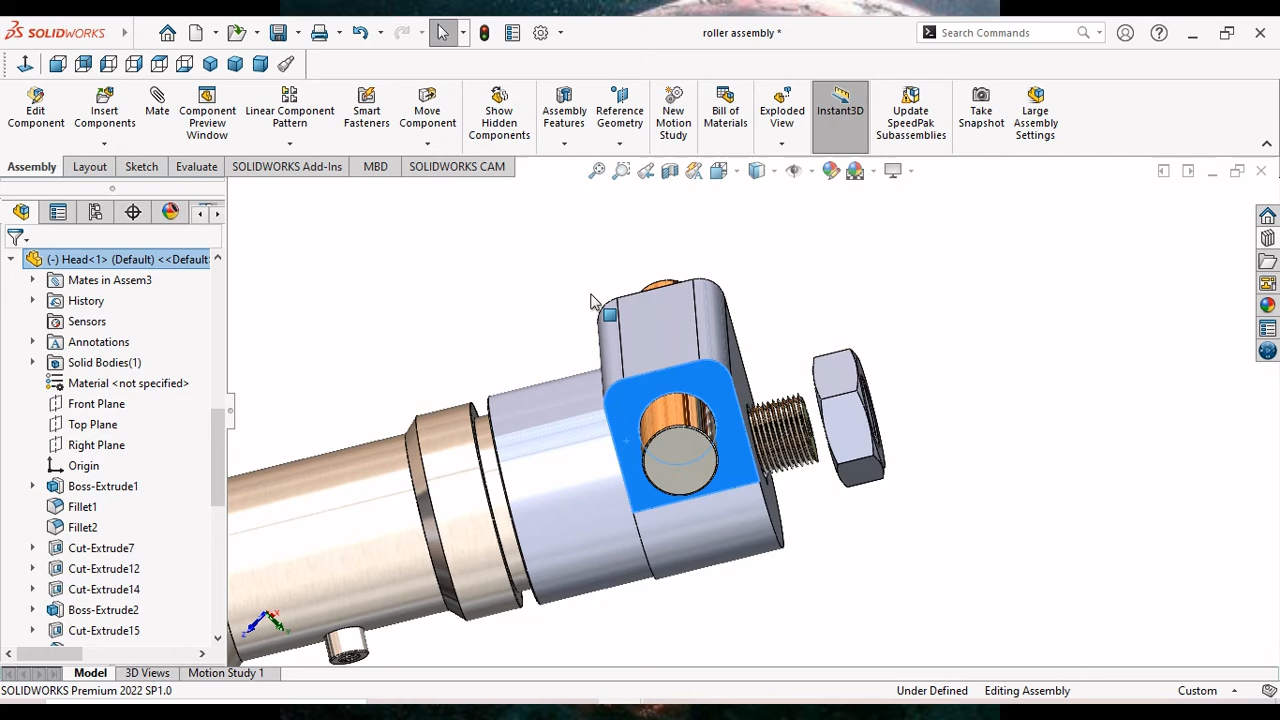 SOLIDWORKS
roller assembly *
Search Commands
Edit Component
Insert Components
Mate
Component Preview Window
Linear Component Pattern
Smart Fasteners
Move Component
Show Hidden Components
Assembly Features
Reference Geometry
New Motion Study
Bill of Materials
Exploded View
Instant3D
Update SpeedPak Subassemblies
Take Snapshot
Large Assembly Settings
Assembly
Layout
Sketch
Evaluate
SOLIDWORKS Add-Ins
MBD
SOLIDWORKS CAM
(-) Head<1> (Default) <<Default
Mates in Assem3
History
Sensors
Annotations
Solid Bodies(1)
Material <not specified>
Front Plane
Top Plane
Right Plane
Origin
Boss-Extrude1
Fillet1
Fillet2
Cut-Extrude7
Cut-Extrude12
Cut-Extrude14
Boss-Extrude2
Cut-Extrude15
Model
3D Views
Motion Study 1
SOLIDWORKS Premium 2022 SP1.0
Under Defined
Editing Assembly
Custom